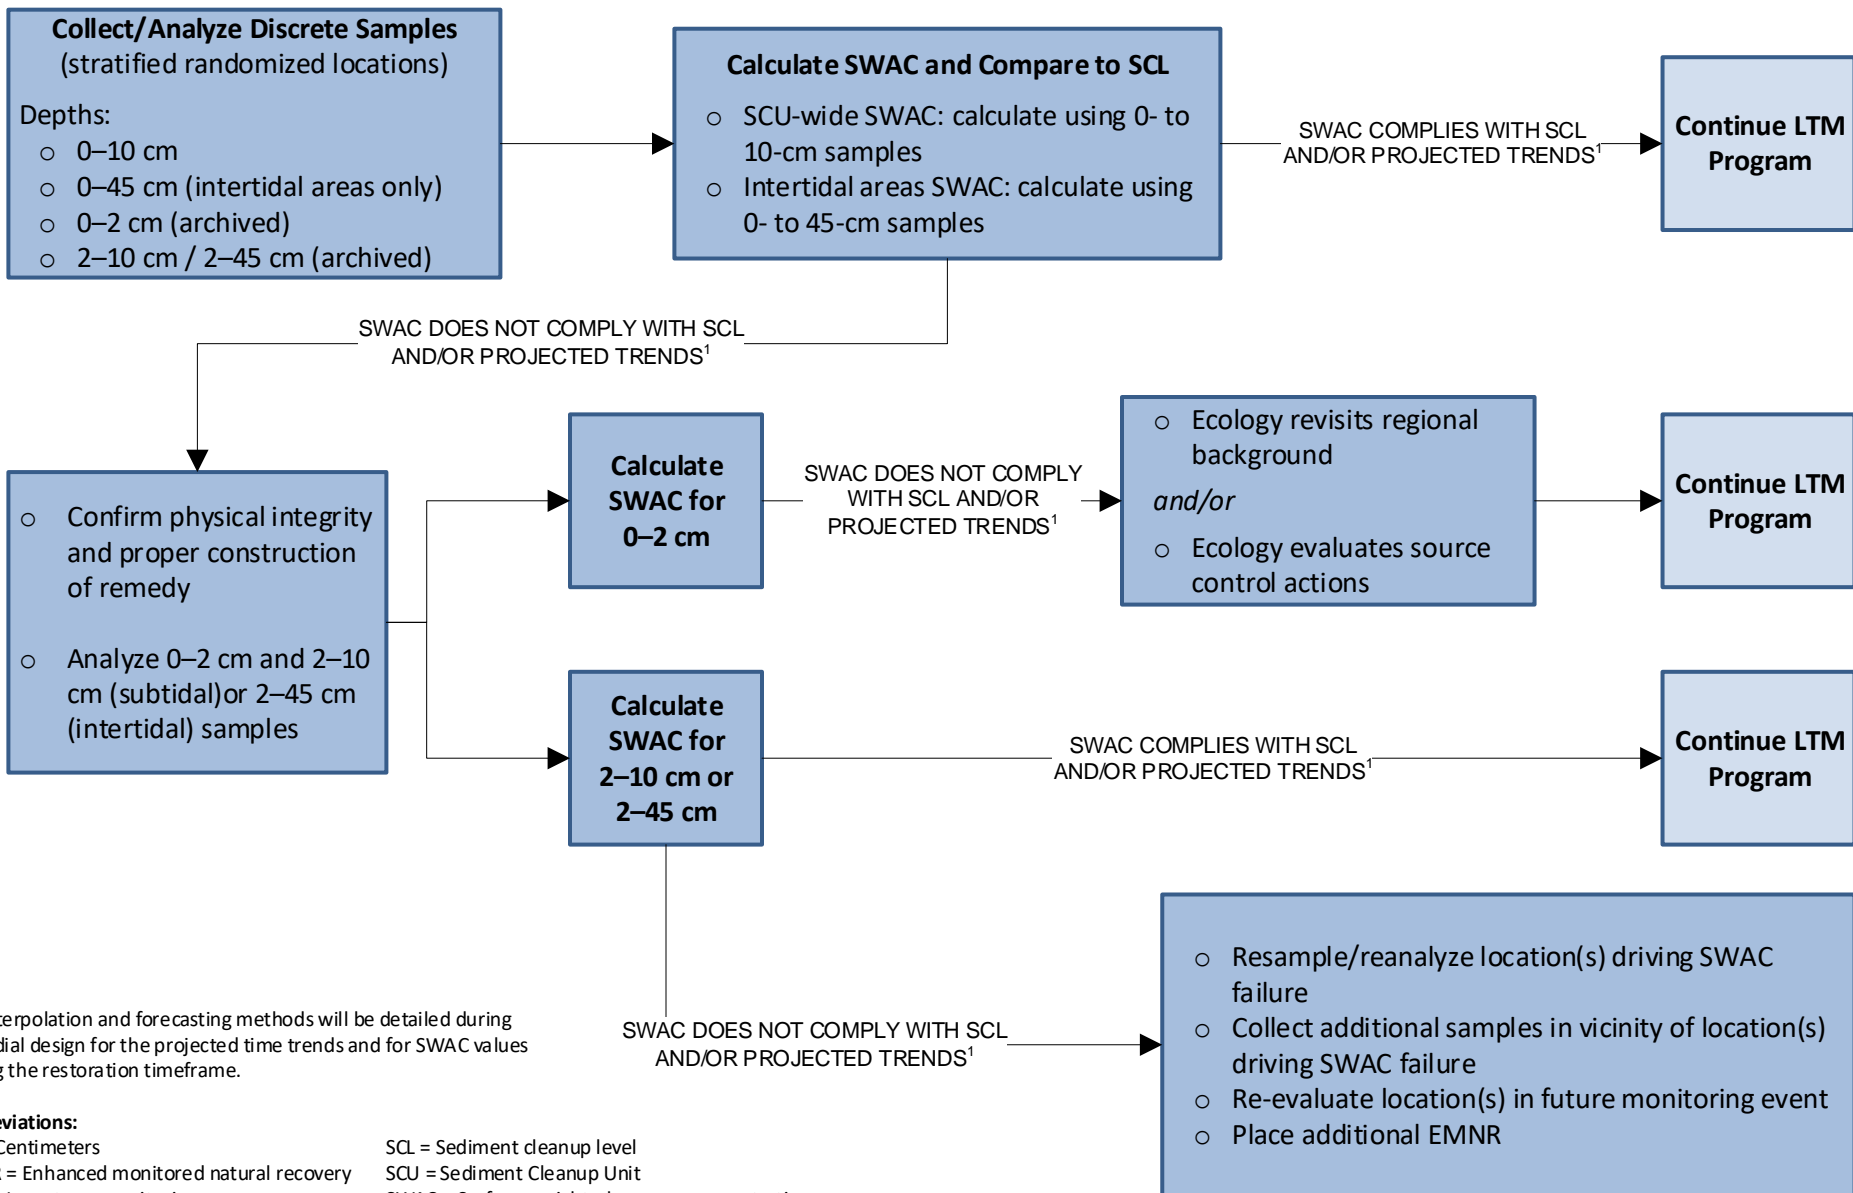 Collect/Analyze Discrete Samples
(stratified randomized locations)
Depths:
○ 0–10 cm
○ 0–45 cm (intertidal areas only)
○ 0–2 cm (archived)
○ 2–10 cm / 2–45 cm (archived)
Calculate SWAC and Compare to SCL
○ SCU-wide SWAC: calculate using 0- to
10-cm samples
○ Intertidal areas SWAC: calculate using
0- to 45-cm samples
SWAC COMPLIES WITH SCL
AND/OR PROJECTED TRENDS¹
Continue LTM
Program
SWAC DOES NOT COMPLY WITH SCL
AND/OR PROJECTED TRENDS¹
○ Confirm physical integrity
and proper construction
of remedy
○ Analyze 0–2 cm and 2–10
cm (subtidal)or 2–45 cm
(intertidal) samples
Calculate
SWAC for
0–2 cm
SWAC DOES NOT COMPLY
WITH SCL AND/OR
PROJECTED TRENDS¹
○ Ecology revisits regional
background
and/or
○ Ecology evaluates source
control actions
Continue LTM
Program
Calculate
SWAC for
2–10 cm or
2–45 cm
SWAC COMPLIES WITH SCL
AND/OR PROJECTED TRENDS¹
Continue LTM
Program
SWAC DOES NOT COMPLY WITH SCL
AND/OR PROJECTED TRENDS¹
○ Resample/reanalyze location(s) driving SWAC
failure
○ Collect additional samples in vicinity of location(s)
driving SWAC failure
○ Re-evaluate location(s) in future monitoring event
○ Place additional EMNR
terpolation and forecasting methods will be detailed during
dial design for the projected time trends and for SWAC values
g the restoration timeframe.
eviations:
Centimeters
R = Enhanced monitored natural recovery
SCL = Sediment cleanup level
SCU = Sediment Cleanup Unit